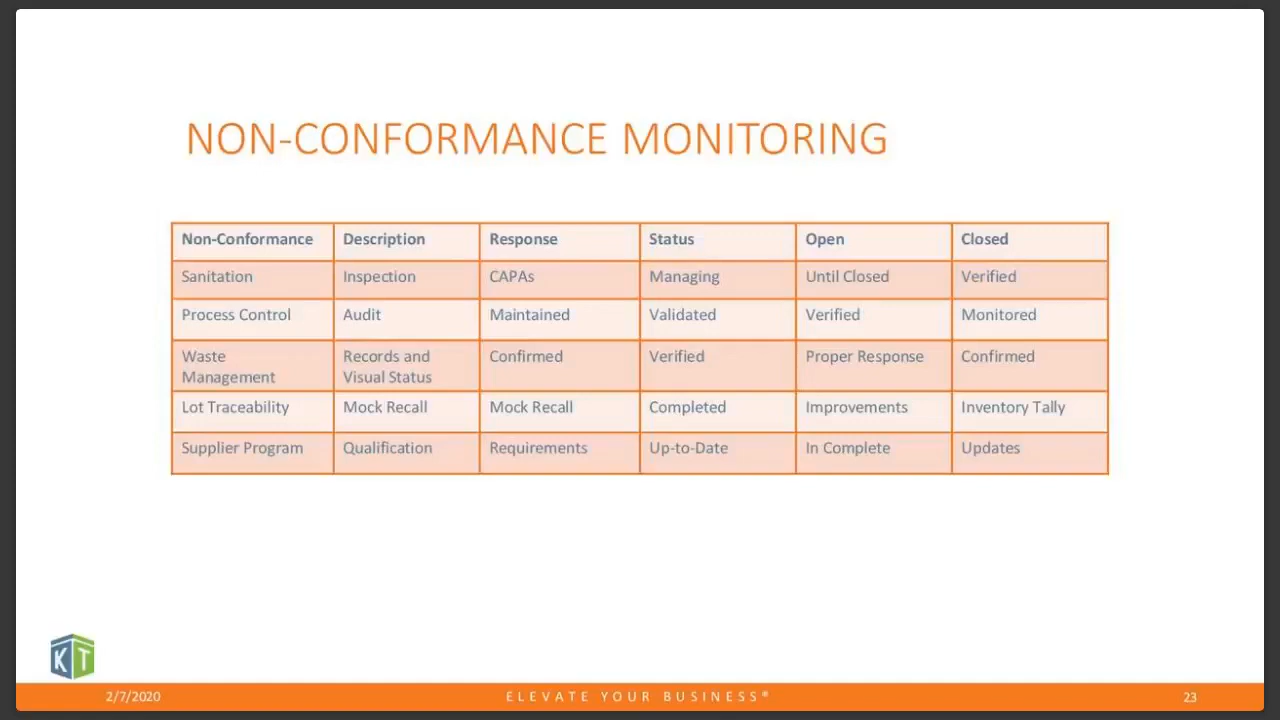 NON-CONFORMANCE MONITORING
Non-Conformance Description Response Status Open Closed
Sanitation Inspection CAPAs Managing Until Closed Verified
Process Control Audit Maintained Validated Verified Monitored
Waste Management Records and Visual Status Confirmed Verified Proper Response Confirmed
Lot Traceability Mock Recall Mock Recall Completed Improvements Inventory Tally
Supplier Program Qualification Requirements Up-to-Date In Complete Updates
KT
2/7/2020 ELEVATE YOUR BUSINESS® 23